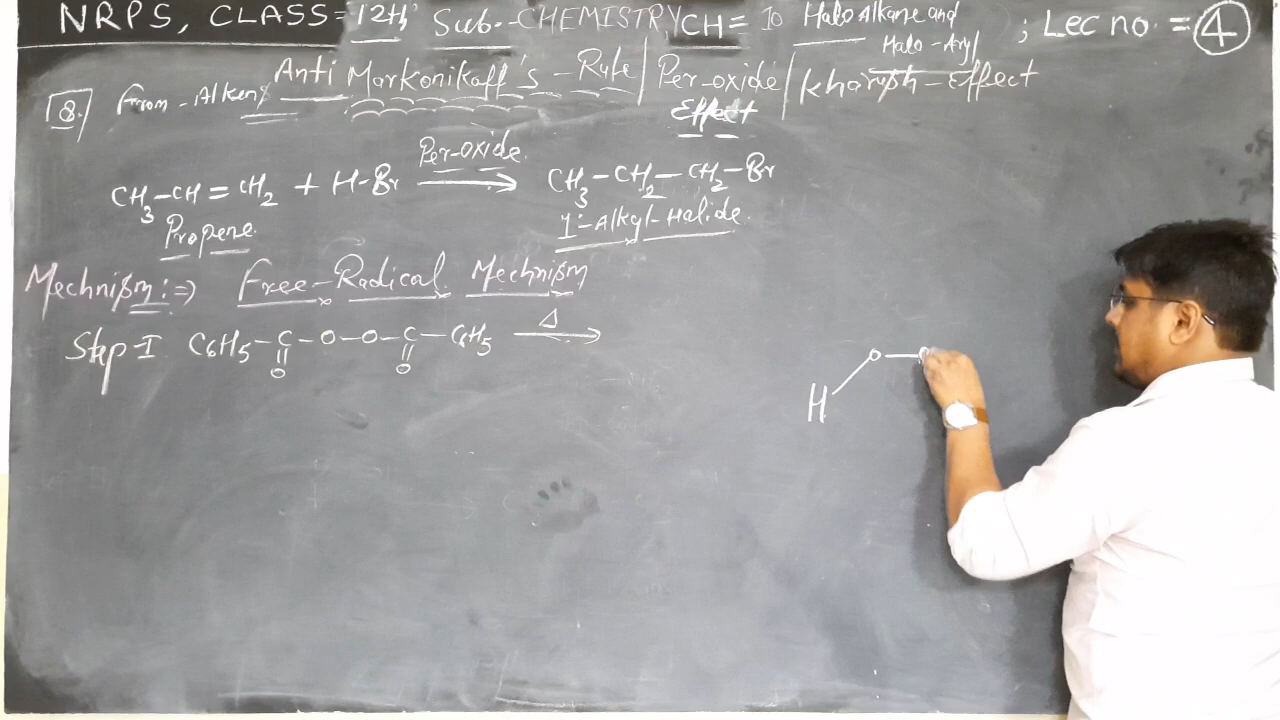 NRPS, CLASS=12th Sub.-CHEMISTRY, CH= 10 Halo Alkane and ; Lec no. = 4
Halo-Aryl
8. From-Alkene Anti Markonikoff's-Rule/Per-oxide/kharash-Effect
Effect
CH3-CH=CH2 + H-Br Per-oxide → CH3-CH2-CH2-Br
Propene 1:-Alkyl-Halide.
Mechnism:⇒ Free-Radical Mechnism
Step-I C6H5-C-O-O-C-C6H5 Δ →
O O
H O